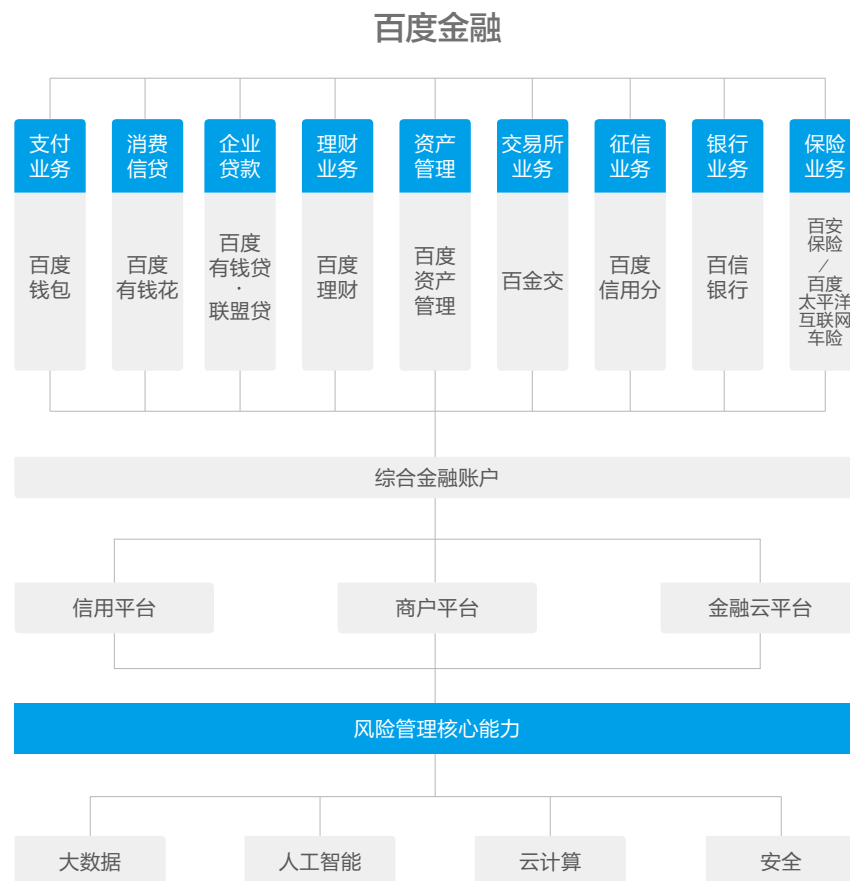 百度金融
支付
业务
消费
信贷
企业
贷款
理财
业务
资产
管理
交易所
业务
征信
业务
银行
业务
保险
业务
百度
钱包
百度
有钱花
百度
有钱贷
·
联盟贷
百度
理财
百度
资产
管理
百金交
百度
信用分
百信
银行
百安
保险
/
百度
太平洋
互联网
车险
综合金融账户
信用平台
商户平台
金融云平台
风险管理核心能力
大数据
人工智能
云计算
安全